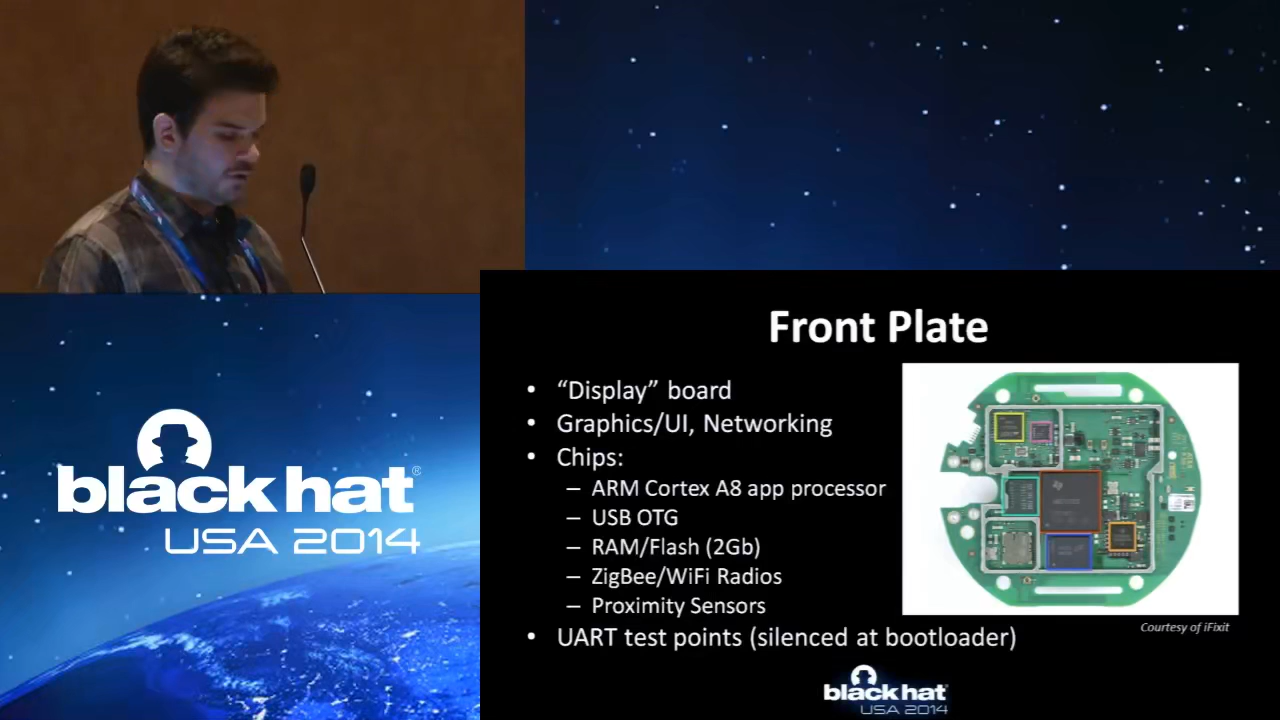 Front Plate
• “Display” board
• Graphics/UI, Networking
• Chips:
– ARM Cortex A8 app processor
– USB OTG
– RAM/Flash (2Gb)
– ZigBee/WiFi Radios
– Proximity Sensors
• UART test points (silenced at bootloader)
Courtesy of iFixit
black hat®
USA 2014
black hat
USA 2014